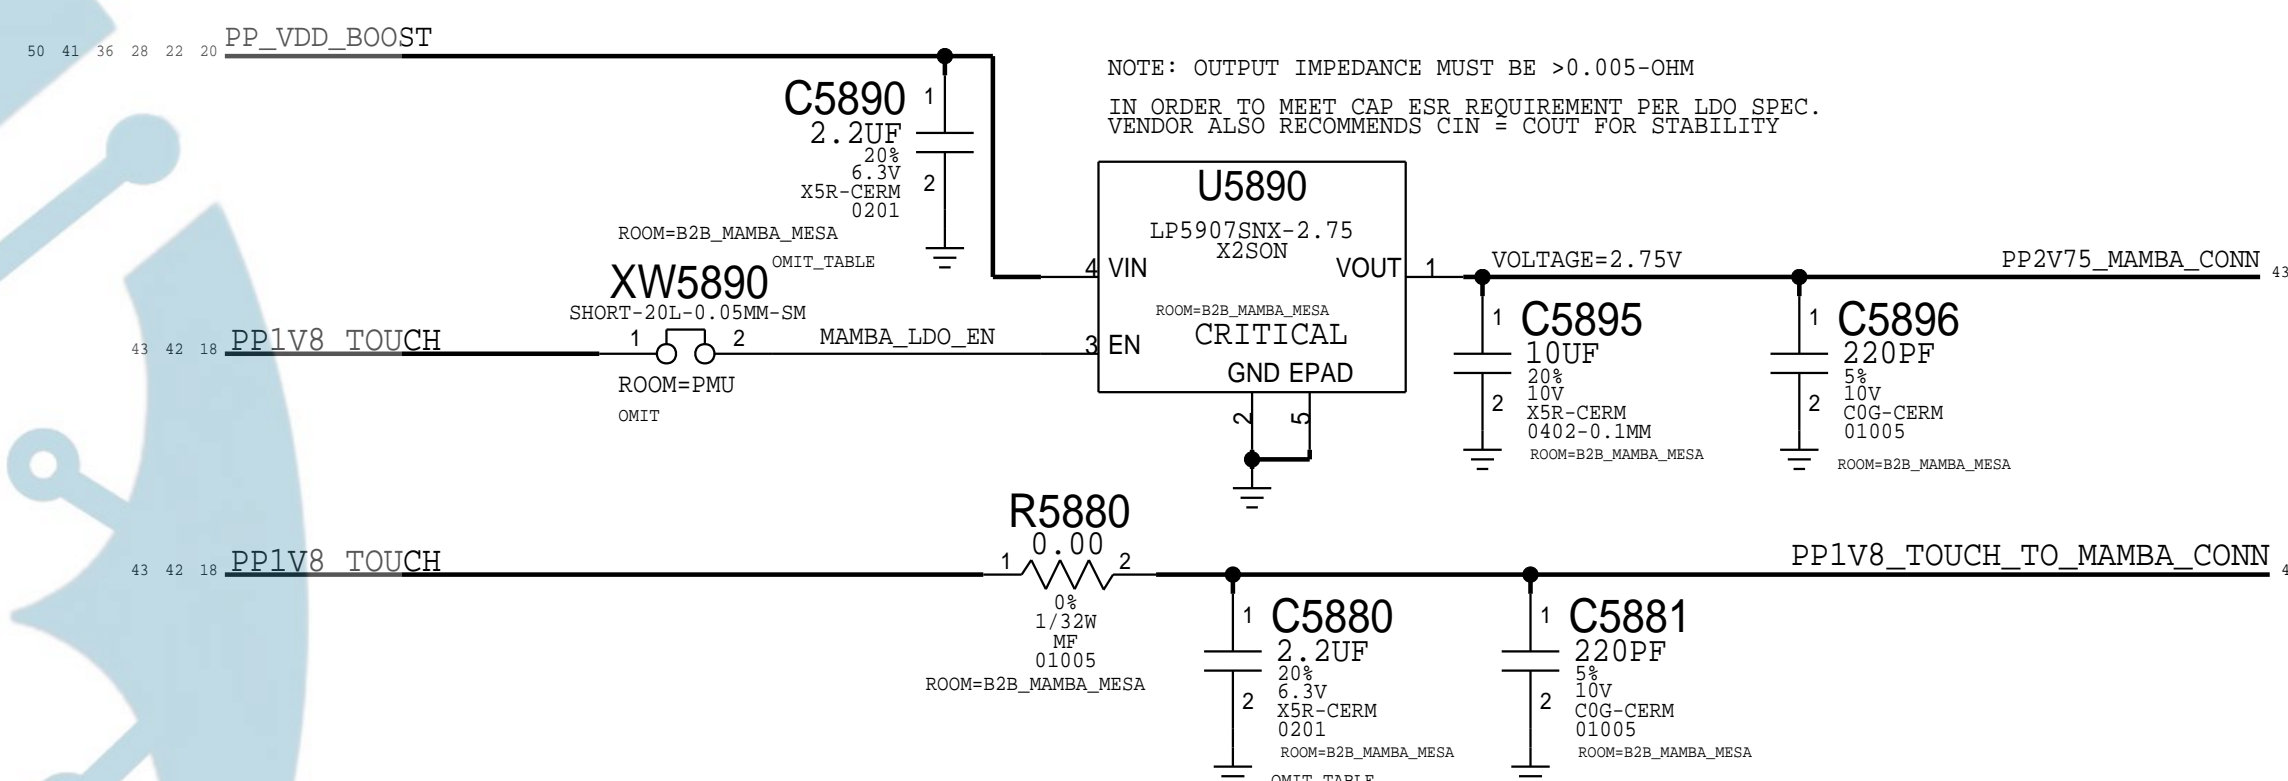 PP_VDD_BOOST
50 41 36 28 22 20
NOTE: OUTPUT IMPEDANCE MUST BE >0.005-OHM
IN ORDER TO MEET CAP ESR REQUIREMENT PER LDO SPEC.
VENDOR ALSO RECOMMENDS CIN = COUT FOR STABILITY
C5890
1
2.2UF
20%
6.3V
X5R-CERM
2
0201
ROOM=B2B_MAMBA_MESA
OMIT_TABLE
U5890
LP5907SNX-2.75
X2SON
4 VIN
VOUT 1
ROOM=B2B_MAMBA_MESA
CRITICAL
3 EN
GND EPAD
2 5
VOLTAGE=2.75V
PP2V75_MAMBA_CONN
43
XW5890
SHORT-20L-0.05MM-SM
43 42 18 PP1V8_TOUCH
1 2
MAMBA_LDO_EN
ROOM=PMU
OMIT
1 C5895
10UF
20%
10V
2 X5R-CERM
0402-0.1MM
ROOM=B2B_MAMBA_MESA
1 C5896
220PF
5%
10V
2 C0G-CERM
01005
ROOM=B2B_MAMBA_MESA
43 42 18 PP1V8_TOUCH
R5880
0.00
1 2
0%
1/32W
MF
01005
ROOM=B2B_MAMBA_MESA
PP1V8_TOUCH_TO_MAMBA_CONN
4
1 C5880
2.2UF
20%
6.3V
2 X5R-CERM
0201
ROOM=B2B_MAMBA_MESA
OMIT_TABLE
1 C5881
220PF
5%
10V
2 C0G-CERM
01005
ROOM=B2B_MAMBA_MESA